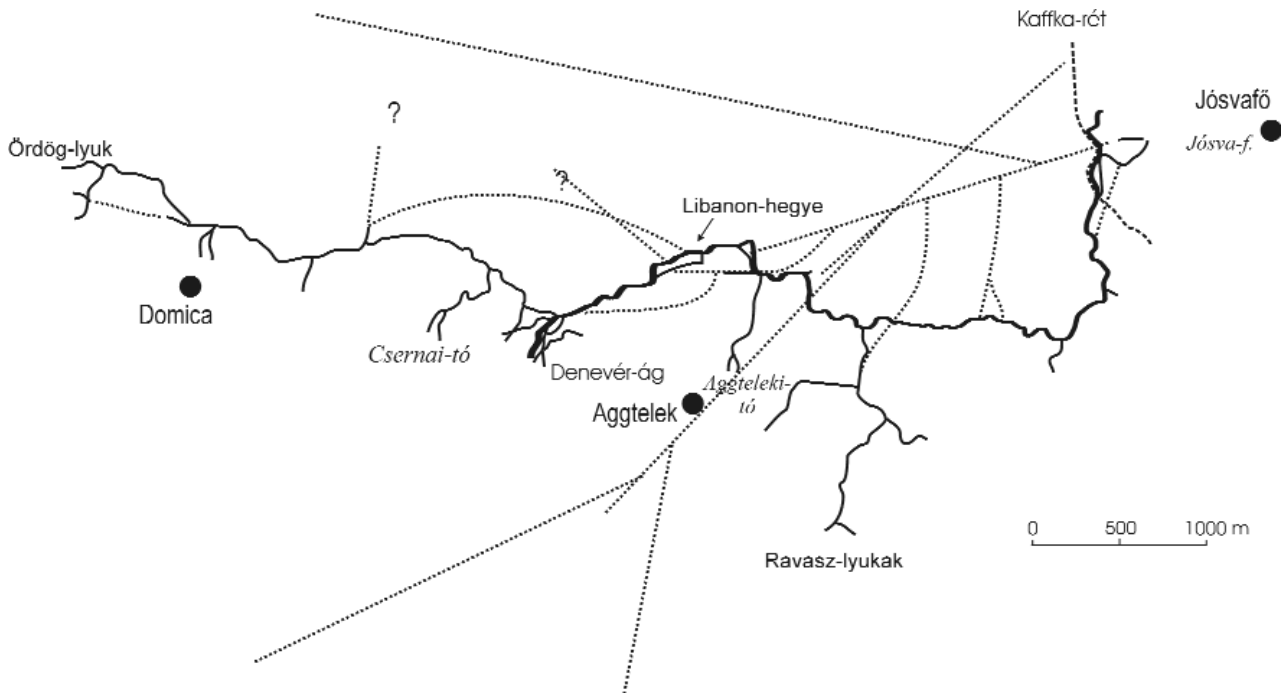 Kaffka-rét
Jósvafő
Jósva-f.
?
Ördög-lyuk
?
Libanon-hegye
Domica
Csernai-tó
Denevér-ág
Aggteleki-
tó
Aggtelek
0 500 1000 m
Ravasz-lyukak